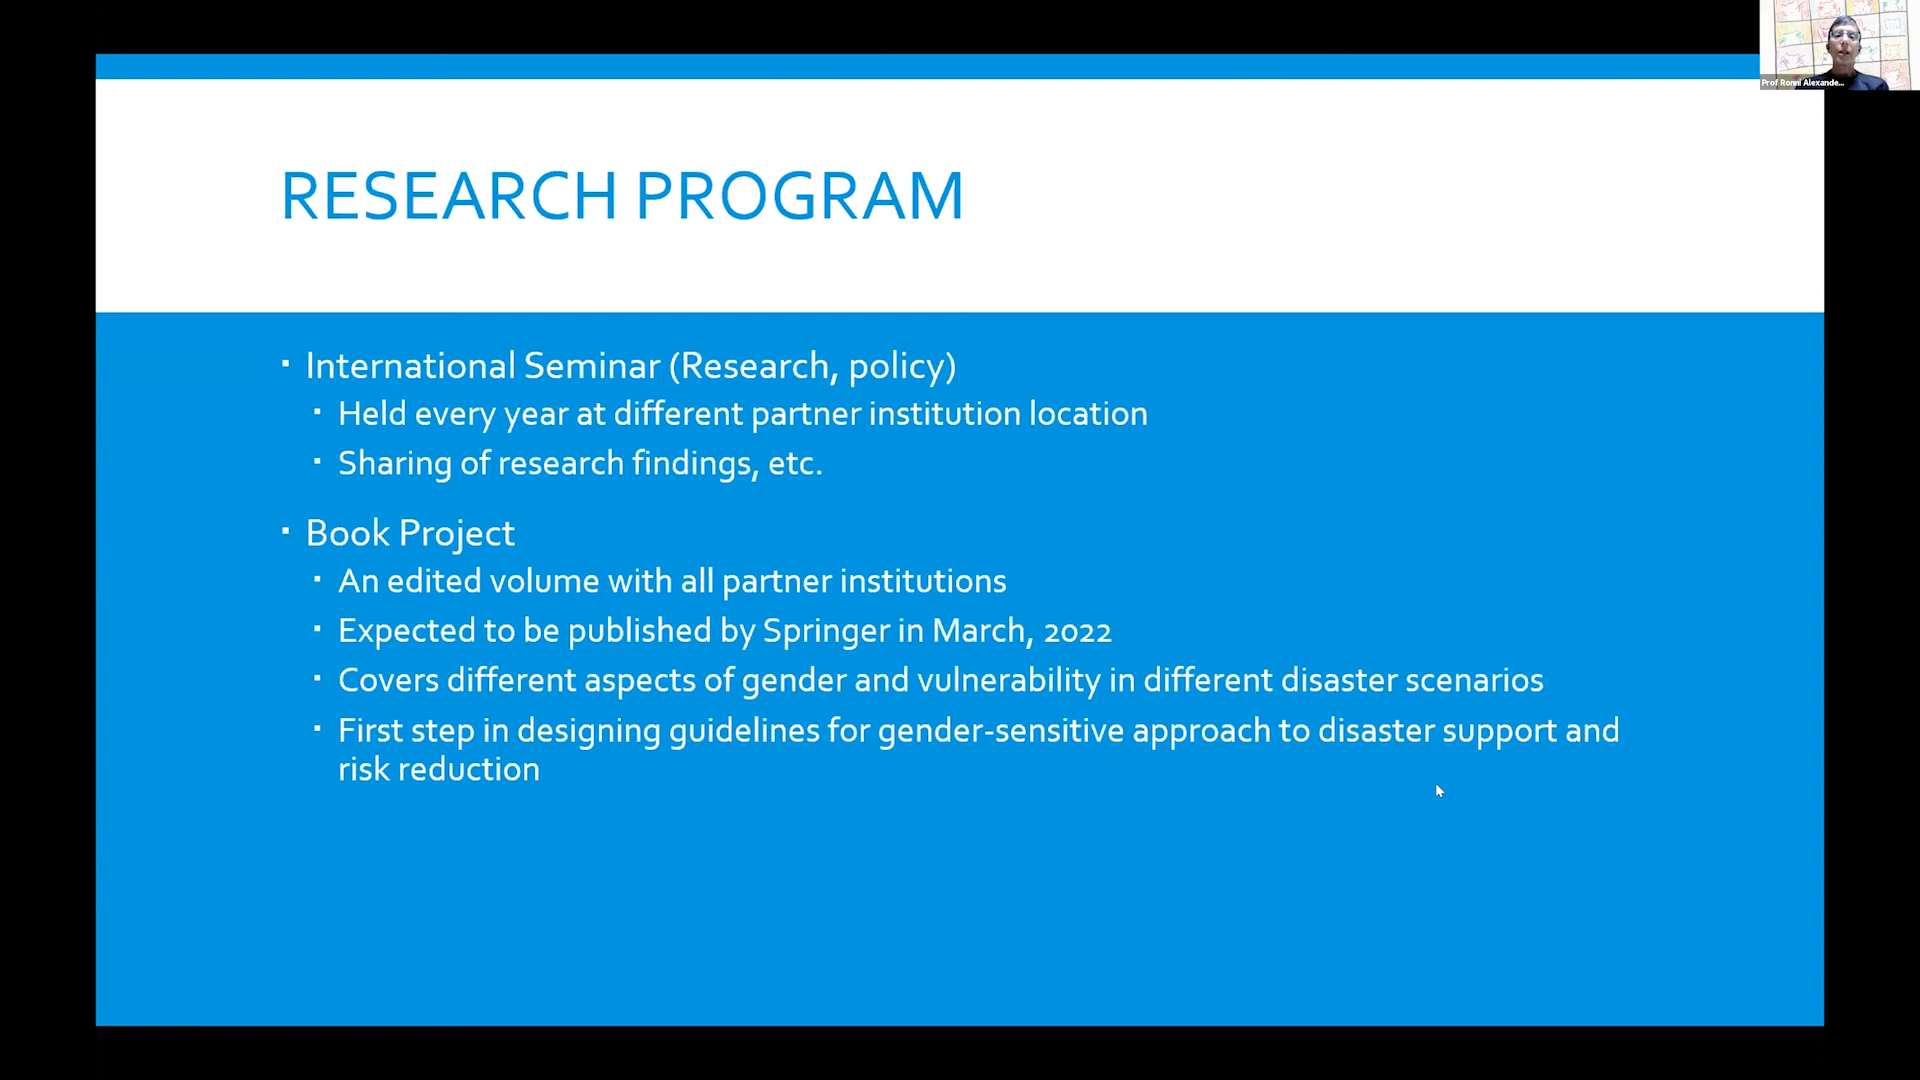 Prof Ronni Alexande...
RESEARCH PROGRAM
▪ International Seminar (Research, policy)
▪ Held every year at different partner institution location
▪ Sharing of research findings, etc.
▪ Book Project
▪ An edited volume with all partner institutions
▪ Expected to be published by Springer in March, 2022
▪ Covers different aspects of gender and vulnerability in different disaster scenarios
▪ First step in designing guidelines for gender-sensitive approach to disaster support and
risk reduction